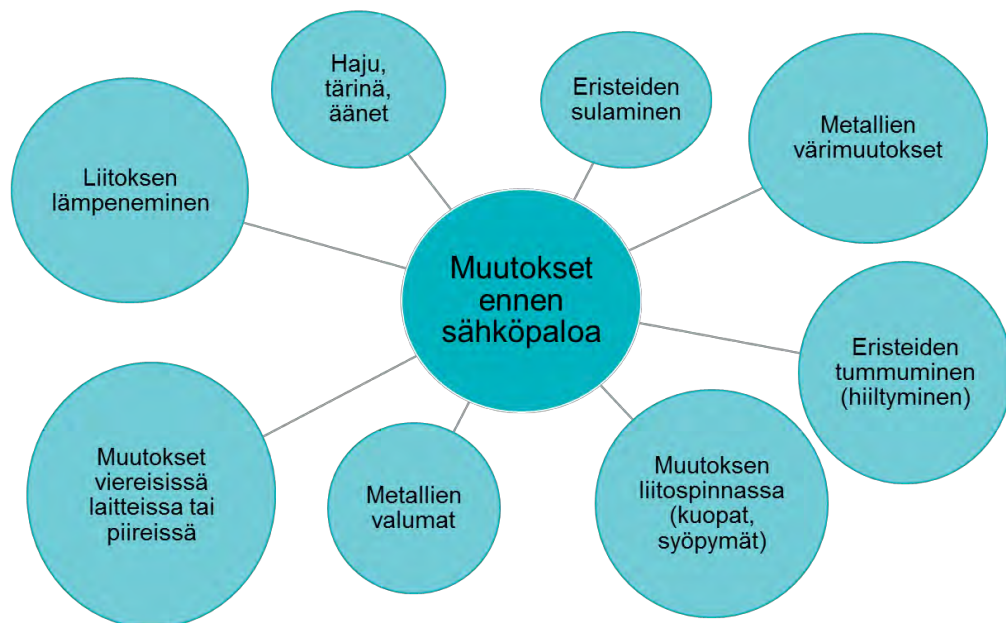 Haju,
tärinä,
äänet
Eristeiden
sulaminen
Metallien
värimuutokset
Liitoksen
lämpeneminen
Muutokset
ennen
sähköpaloa
Eristeiden
tummuminen
(hiiltyminen)
Muutokset
viereisissä
laitteissa tai
piireissä
Metallien
valumat
Muutoksen
liitospinnassa
(kuopat,
syöpymät)